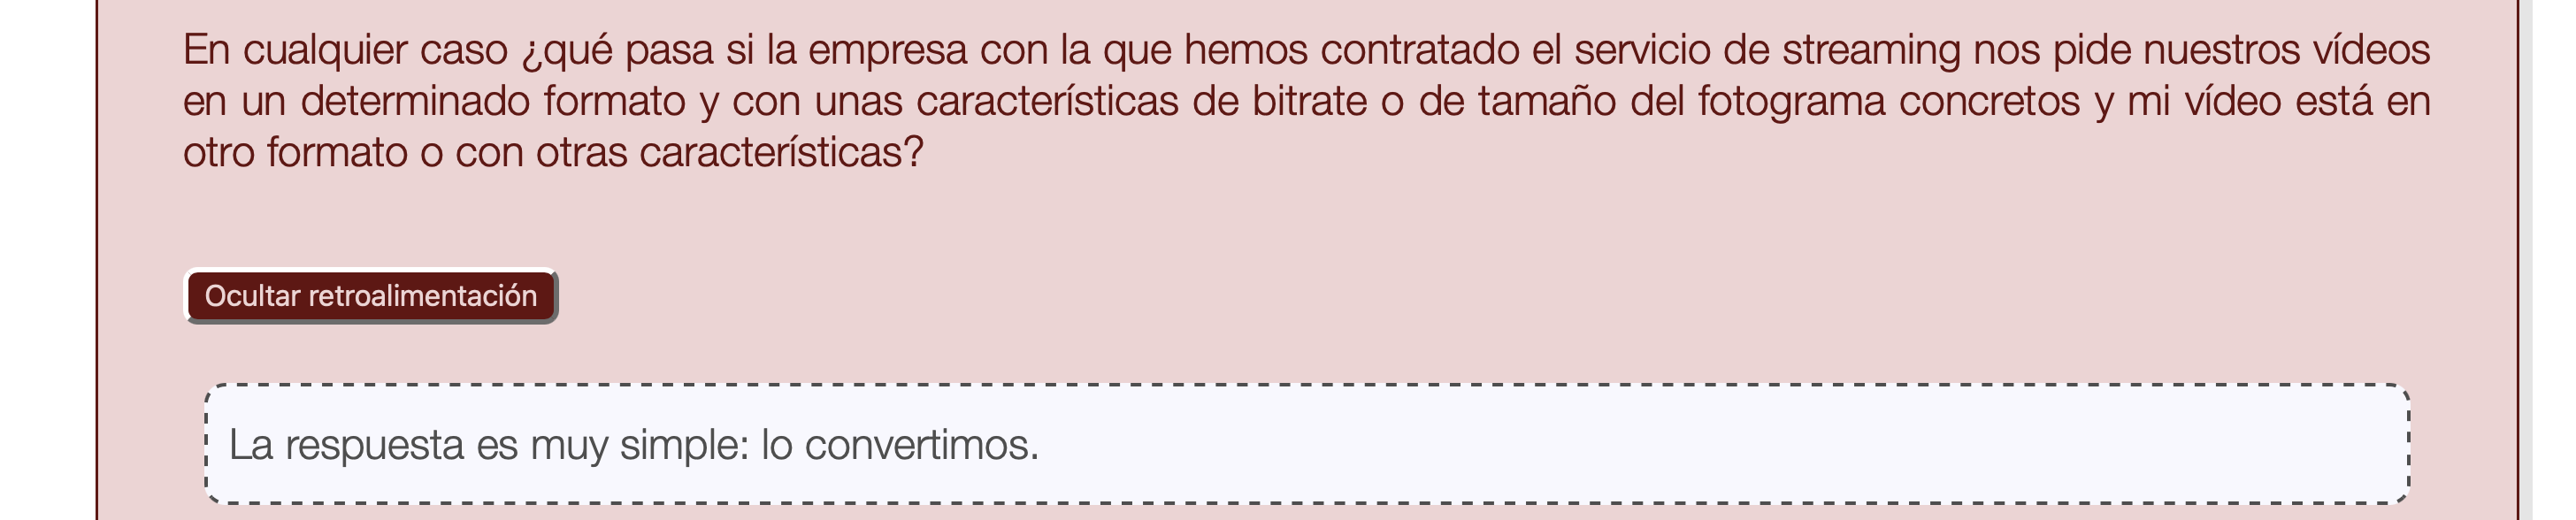 En cualquier caso ¿qué pasa si la empresa con la que hemos contratado el servicio de streaming nos pide nuestros vídeos
en un determinado formato y con unas características de bitrate o de tamaño del fotograma concretos y mi vídeo está en
otro formato o con otras características?
Ocultar retroalimentación
La respuesta es muy simple: lo convertimos.